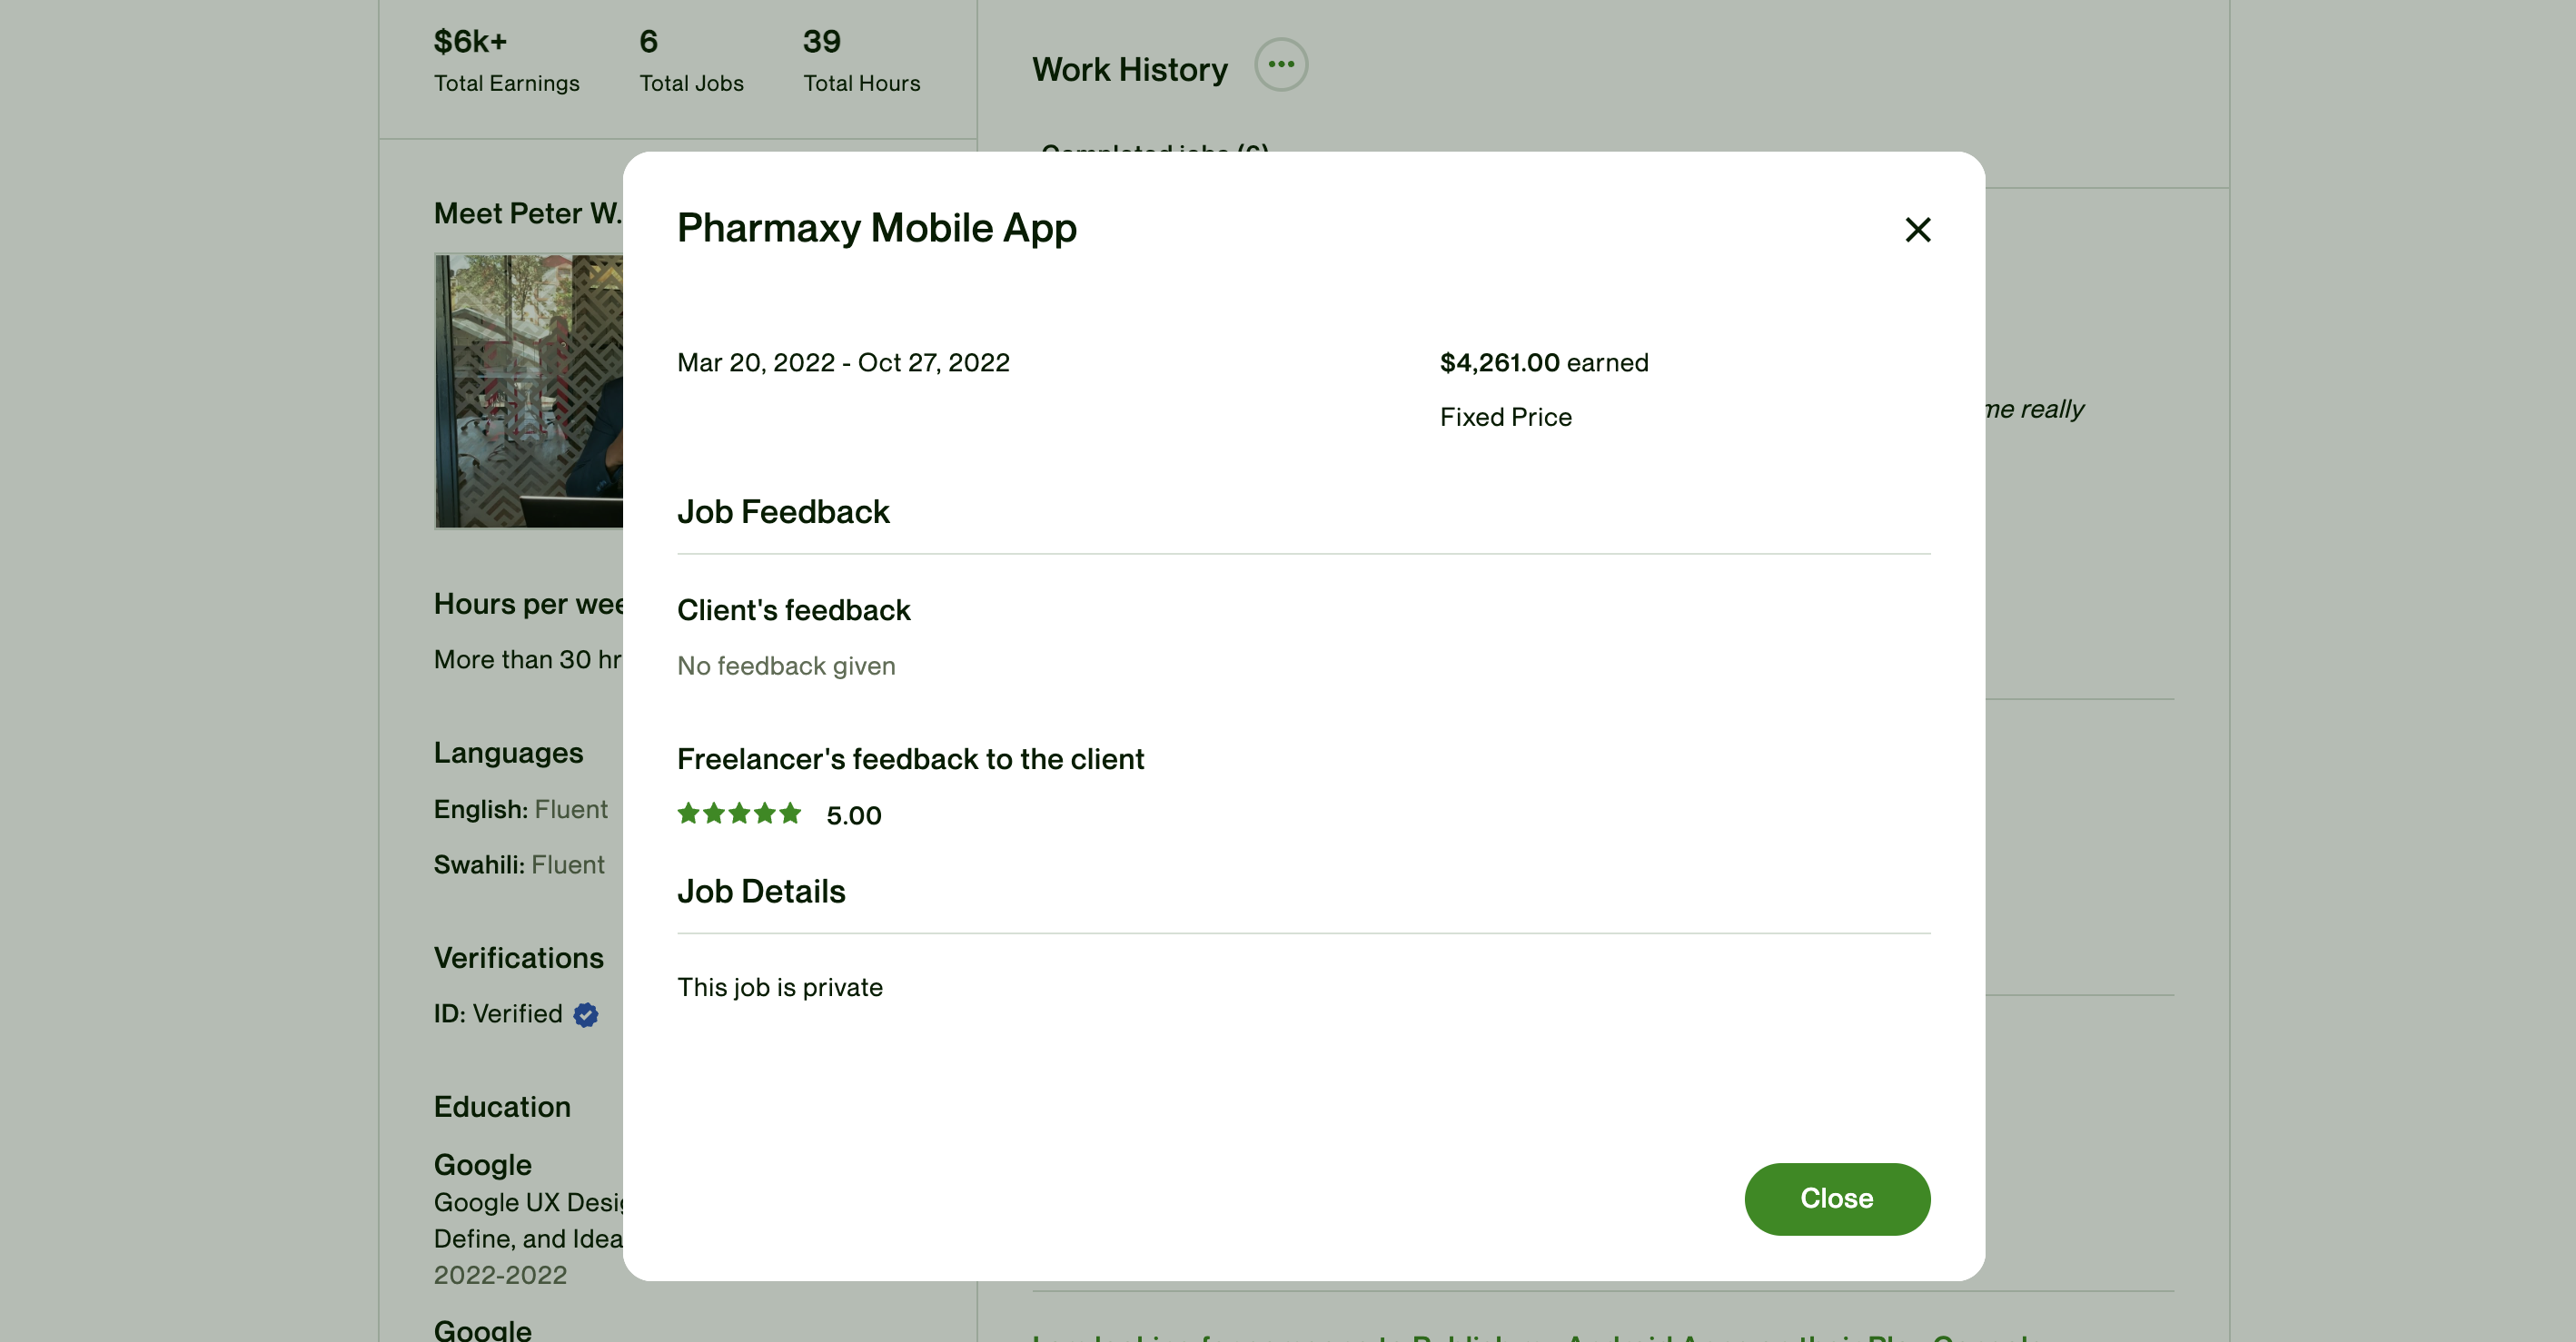 $6k+
Total Earnings
6
Total Jobs
39
Total Hours
Work History
Completed jobs (6)
Meet Peter W.
Hours per wee
More than 30 hr
Languages
English: Fluent
Swahili: Fluent
Verifications
ID: Verified
Education
Google
Google UX Desig
Define, and Idea
2022-2022
Google
Pharmaxy Mobile App
Mar 20, 2022 - Oct 27, 2022
$4,261.00 earned
Fixed Price
Job Feedback
Client's feedback
No feedback given
Freelancer's feedback to the client
5.00
Job Details
This job is private
Close
me really